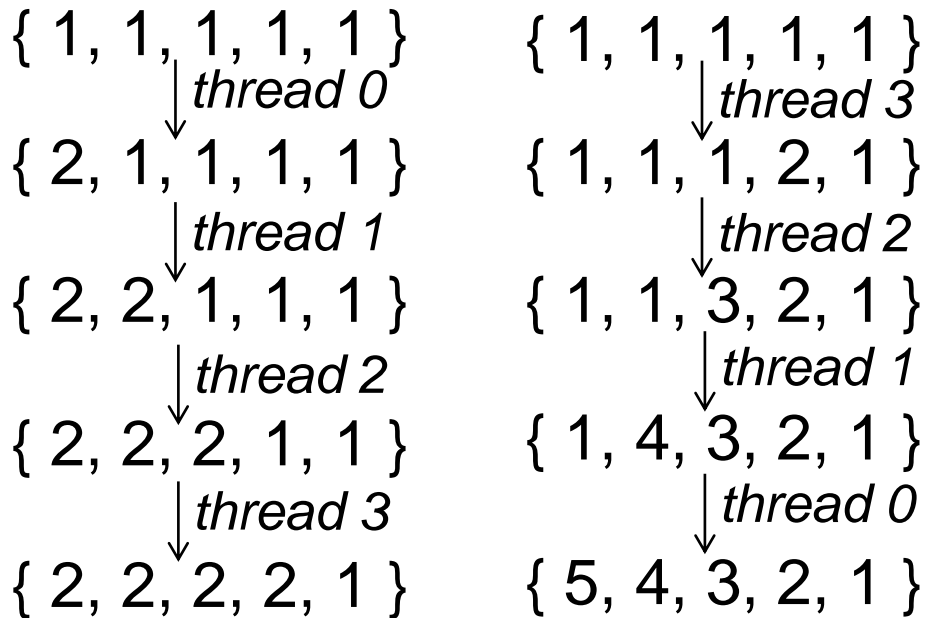 { 1, 1, 1, 1, 1 }
thread 0
{ 2, 1, 1, 1, 1 }
thread 1
{ 2, 2, 1, 1, 1 }
thread 2
{ 2, 2, 2, 1, 1 }
thread 3
{ 2, 2, 2, 2, 1 }
{ 1, 1, 1, 1, 1 }
thread 3
{ 1, 1, 1, 2, 1 }
thread 2
{ 1, 1, 3, 2, 1 }
thread 1
{ 1, 4, 3, 2, 1 }
thread 0
{ 5, 4, 3, 2, 1 }